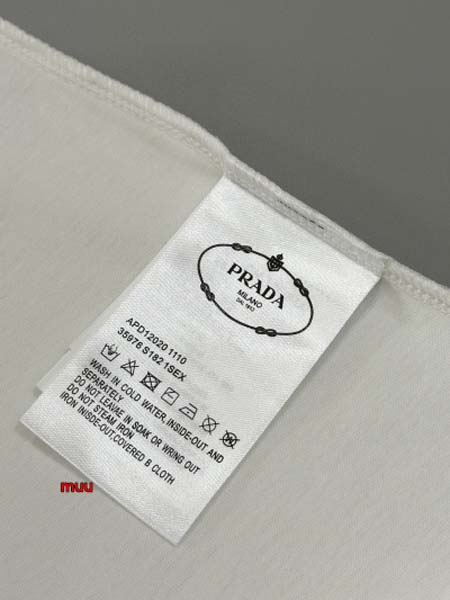 PRADA
MILANO
DAL 1913
APD12020 1110
35976 S182 1SEX
WASH IN COLD WATER, INSIDE-OUT AND
SEPARATELY
DO NOT LEAVE IN SOAK OR WRING OUT
DO NOT STEAM IRON
IRON INISDE-OUT,COVERED B CLOTH
muu